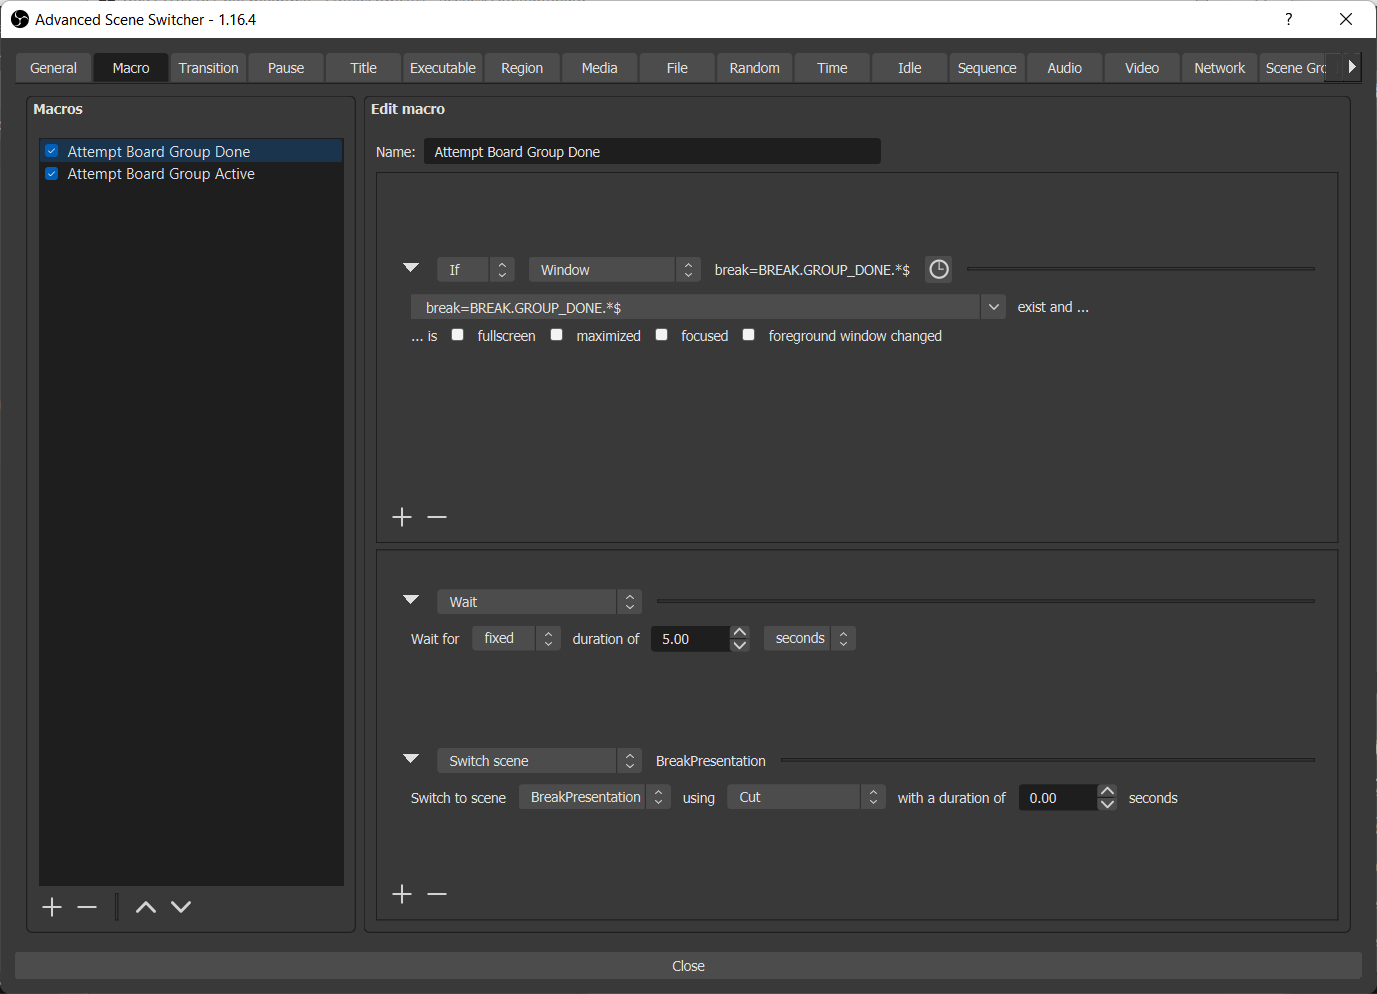 Advanced Scene Switcher - 1.16.4
?
General Macro Transition Pause Title Executable Region Media File Random Time Idle Sequence Audio Video Network Scene Grc
Macros
Attempt Board Group Done
Attempt Board Group Active
Edit macro
Name: Attempt Board Group Done
If Window break=BREAK.GROUP_DONE.*$
break=BREAK.GROUP_DONE.*$ exist and ...
... is fullscreen maximized focused foreground window changed
Wait
Wait for fixed duration of 5.00 seconds
Switch scene BreakPresentation
Switch to scene BreakPresentation using Cut with a duration of 0.00 seconds
Close